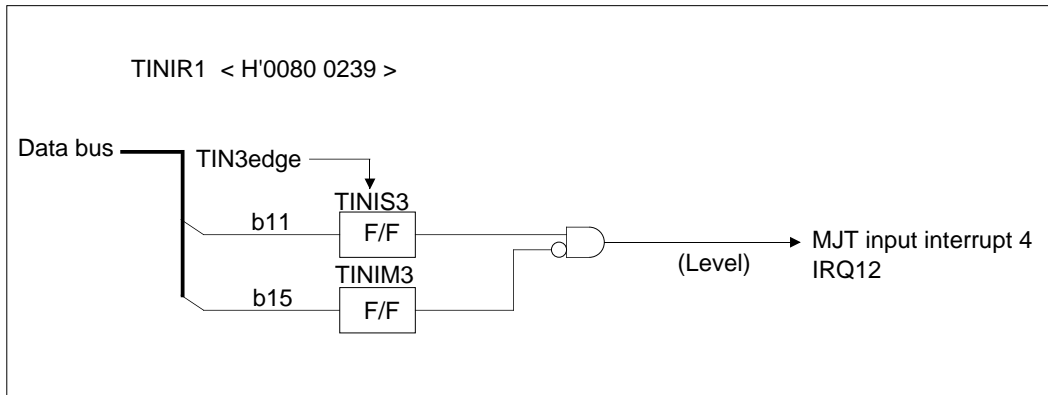 TINIR1 < H'0080 0239 >
Data bus
TIN3edge
TINIS3
b11
F/F
TINIM3
b15
F/F
(Level)
MJT input interrupt 4
IRQ12